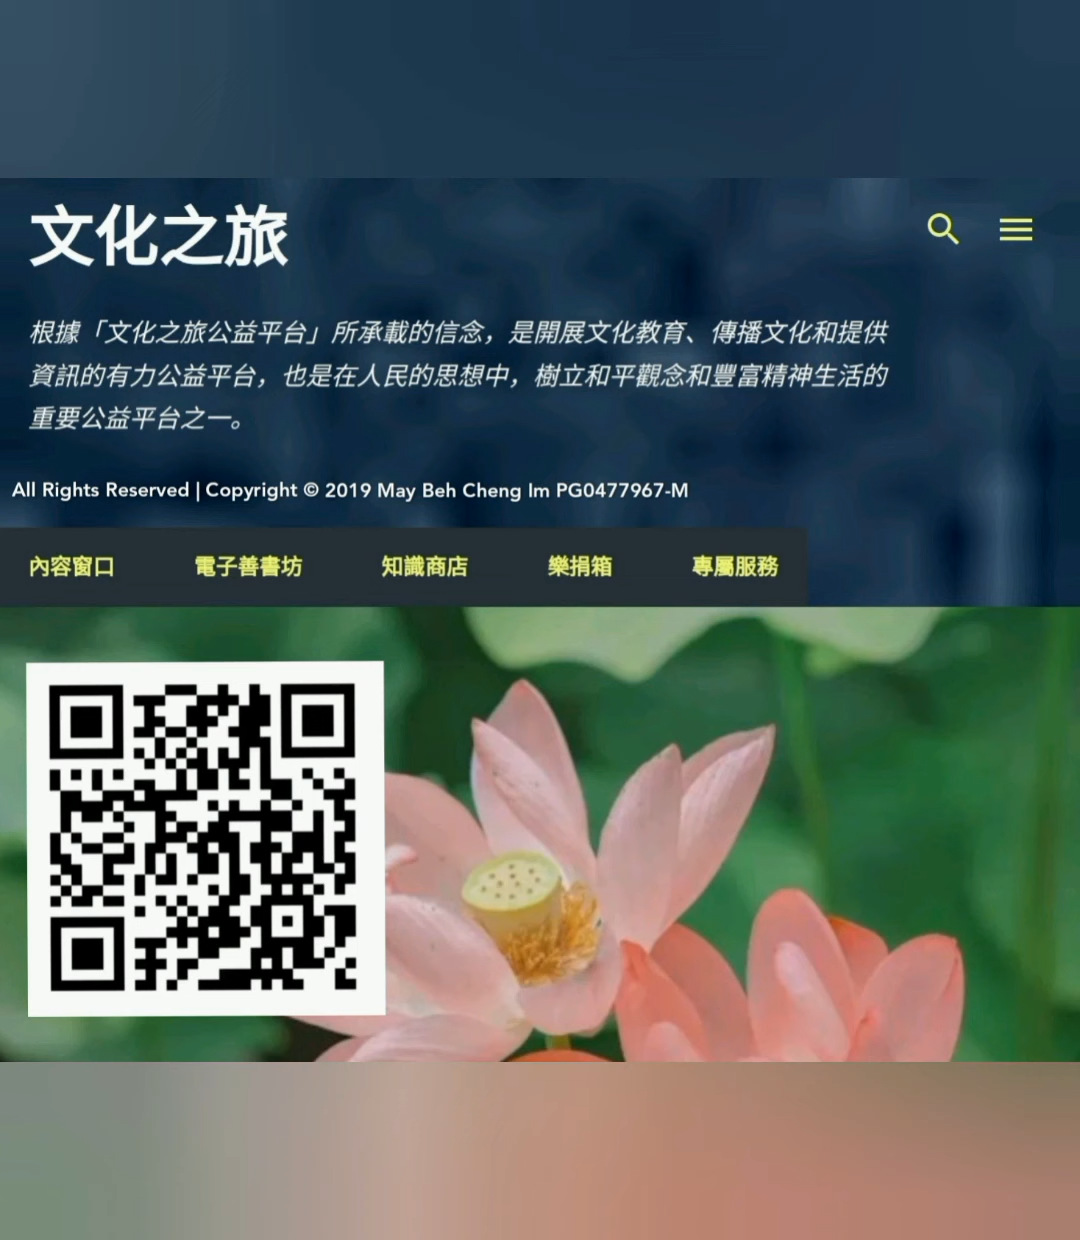 文化之旅
根據「文化之旅公益平台」所承載的信念，是開展文化教育、傳播文化和提供
資訊的有力公益平台，也是在人民的思想中，樹立和平觀念和豐富精神生活的
重要公益平台之一。
All Rights Reserved | Copyright © 2019 May Beh Cheng Im PG0477967-M
內容窗口 電子善書坊 知識商店 樂捐箱 專屬服務